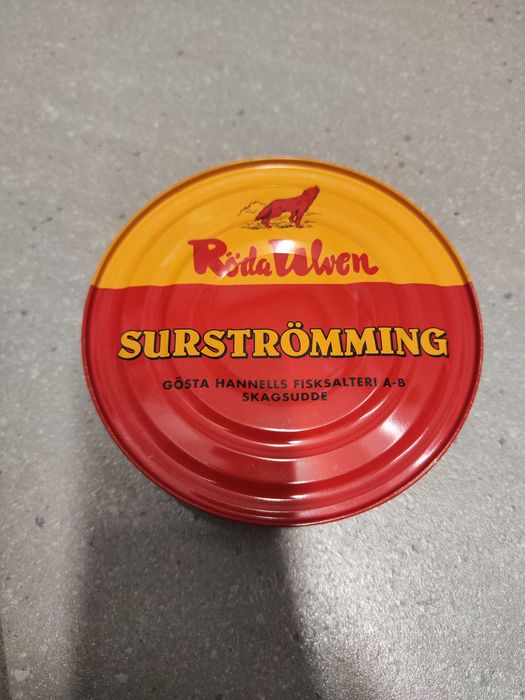 Röda Ulven
SURSTRÖMMING
GÖSTA HANNELLS FISKSALTERI A-B
SKAGSUDDE